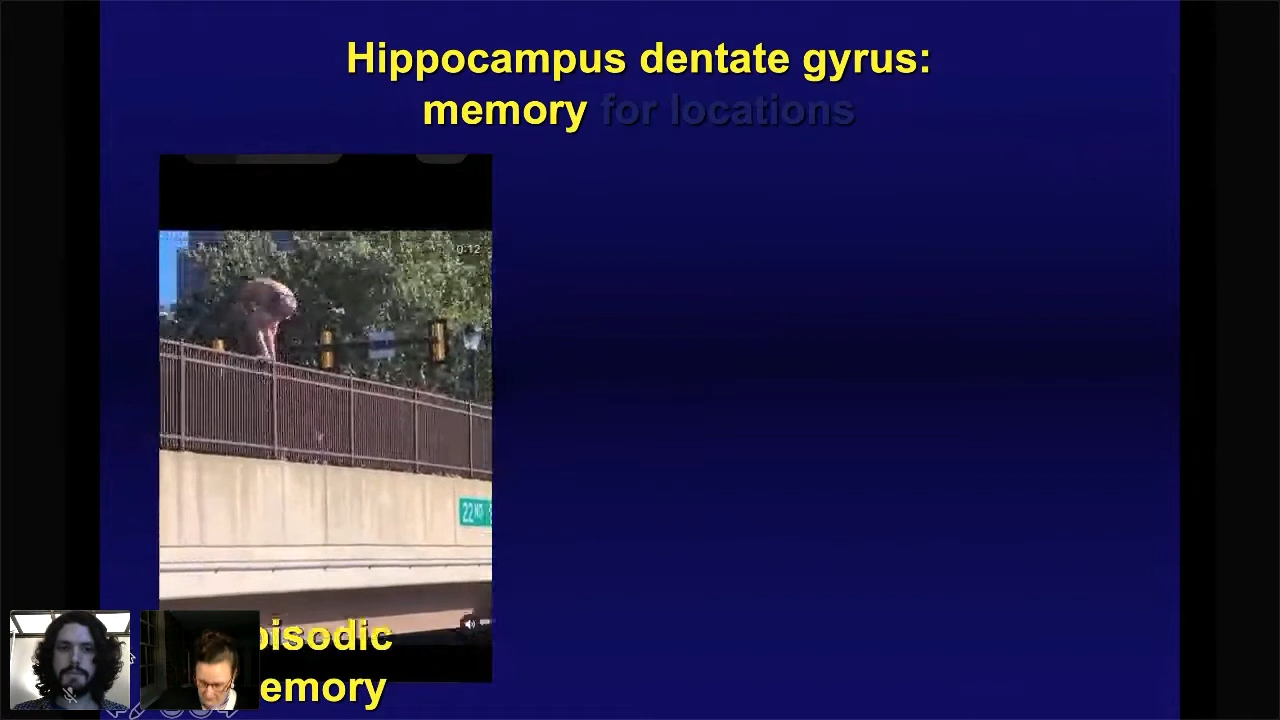 Hippocampus dentate gyrus:
memory for locations
0:12
22ND
pisodic
emory